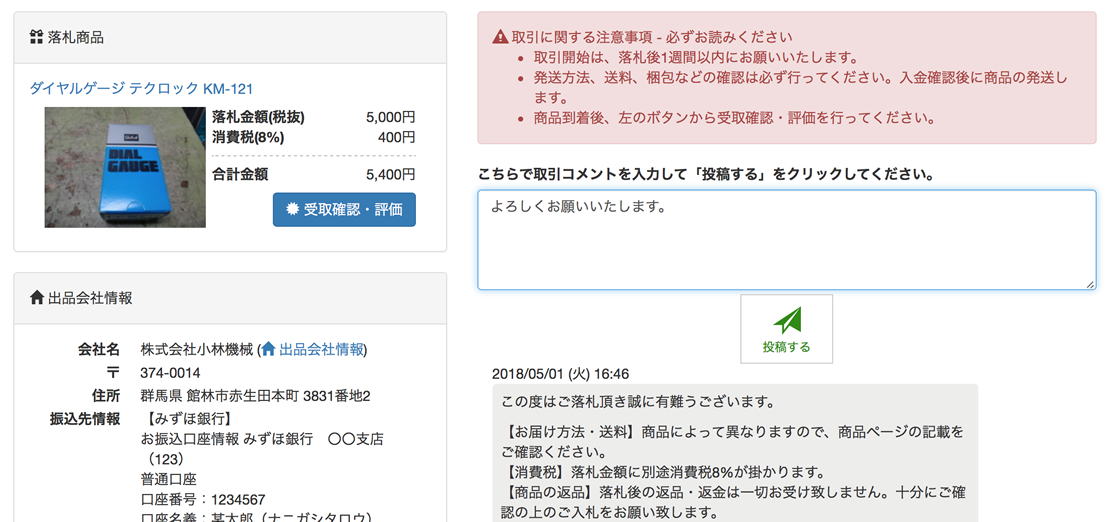 落札商品
ダイヤルゲージ テクロック KM-121
DIAL
GAUGE
落札金額(税抜) 5,000円
消費税(8%) 400円
合計金額 5,400円
受取確認・評価
出品会社情報
会社名 株式会社小林機械 (出品会社情報)
〒 374-0014
住所 群馬県 館林市赤生田本町 3831番地2
振込先情報 【みずほ銀行】
お振込口座情報 みずほ銀行　〇〇支店
（123）
普通口座
口座番号：1234567
口座名義：某太郎（ナニガシタロウ）
取引に関する注意事項 - 必ずお読みください
• 取引開始は、落札後1週間以内にお願いいたします。
• 発送方法、送料、梱包などの確認は必ず行ってください。入金確認後に商品の発送し
ます。
• 商品到着後、左のボタンから受取確認・評価を行ってください。
こちらで取引コメントを入力して「投稿する」をクリックしてください。
よろしくお願いいたします。
投稿する
2018/05/01 (火) 16:46
この度はご落札頂き誠に有難うございます。
【お届け方法・送料】商品によって異なりますので、商品ページの記載を
ご確認ください。
【消費税】落札金額に別途消費税8%が掛かります。
【商品の返品】落札後の返品・返金は一切お受け致しません。十分にご確
認の上のご入札をお願い致します。